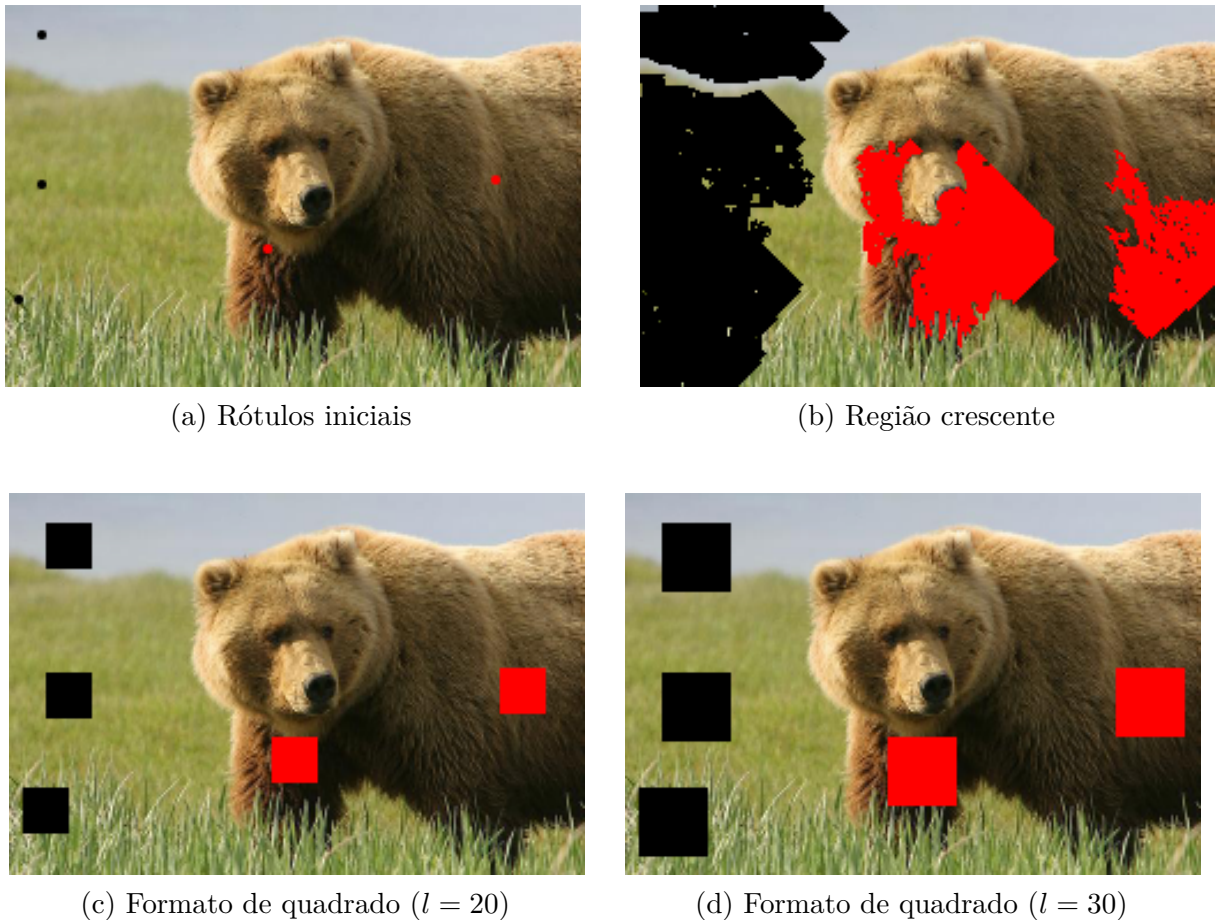 (a) Rótulos iniciais
(b) Região crescente
(c) Formato de quadrado (l = 20)
(d) Formato de quadrado (l = 30)